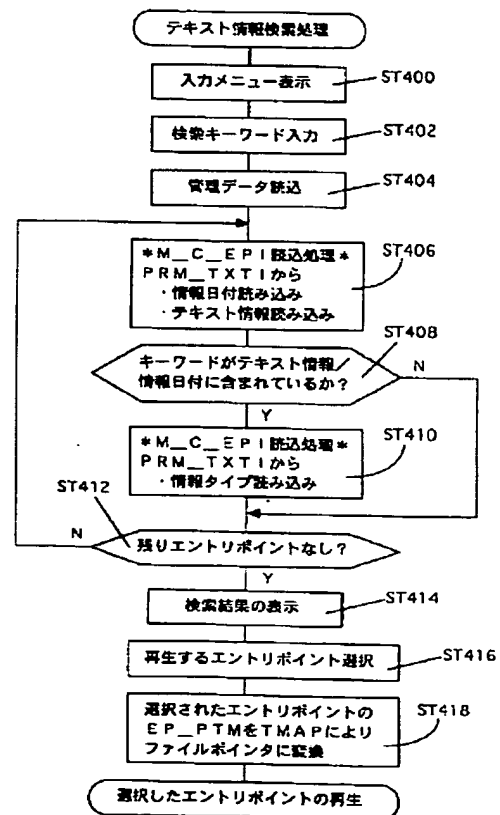 テキスト情報検索処理
入力メニュー表示
ST400
検索キーワード入力
ST402
管理データ読込
ST404
*M__C__EPI読込処理*
PRM__TXTIから
・情報日付読み込み
・テキスト情報読み込み
ST406
キーワードがテキスト情報/
情報日付に含まれているか?
ST408
N
Y
*M__C__EPI読込処理*
PRM__TXTIから
・情報タイプ読み込み
ST410
ST412
N
残りエントリポイントなし?
Y
検索結果の表示
ST414
再生するエントリポイント選択
ST416
選択されたエントリポイントの
EP__PTMをTMAPにより
ファイルポインタに変換
ST418
選択したエントリポイントの再生